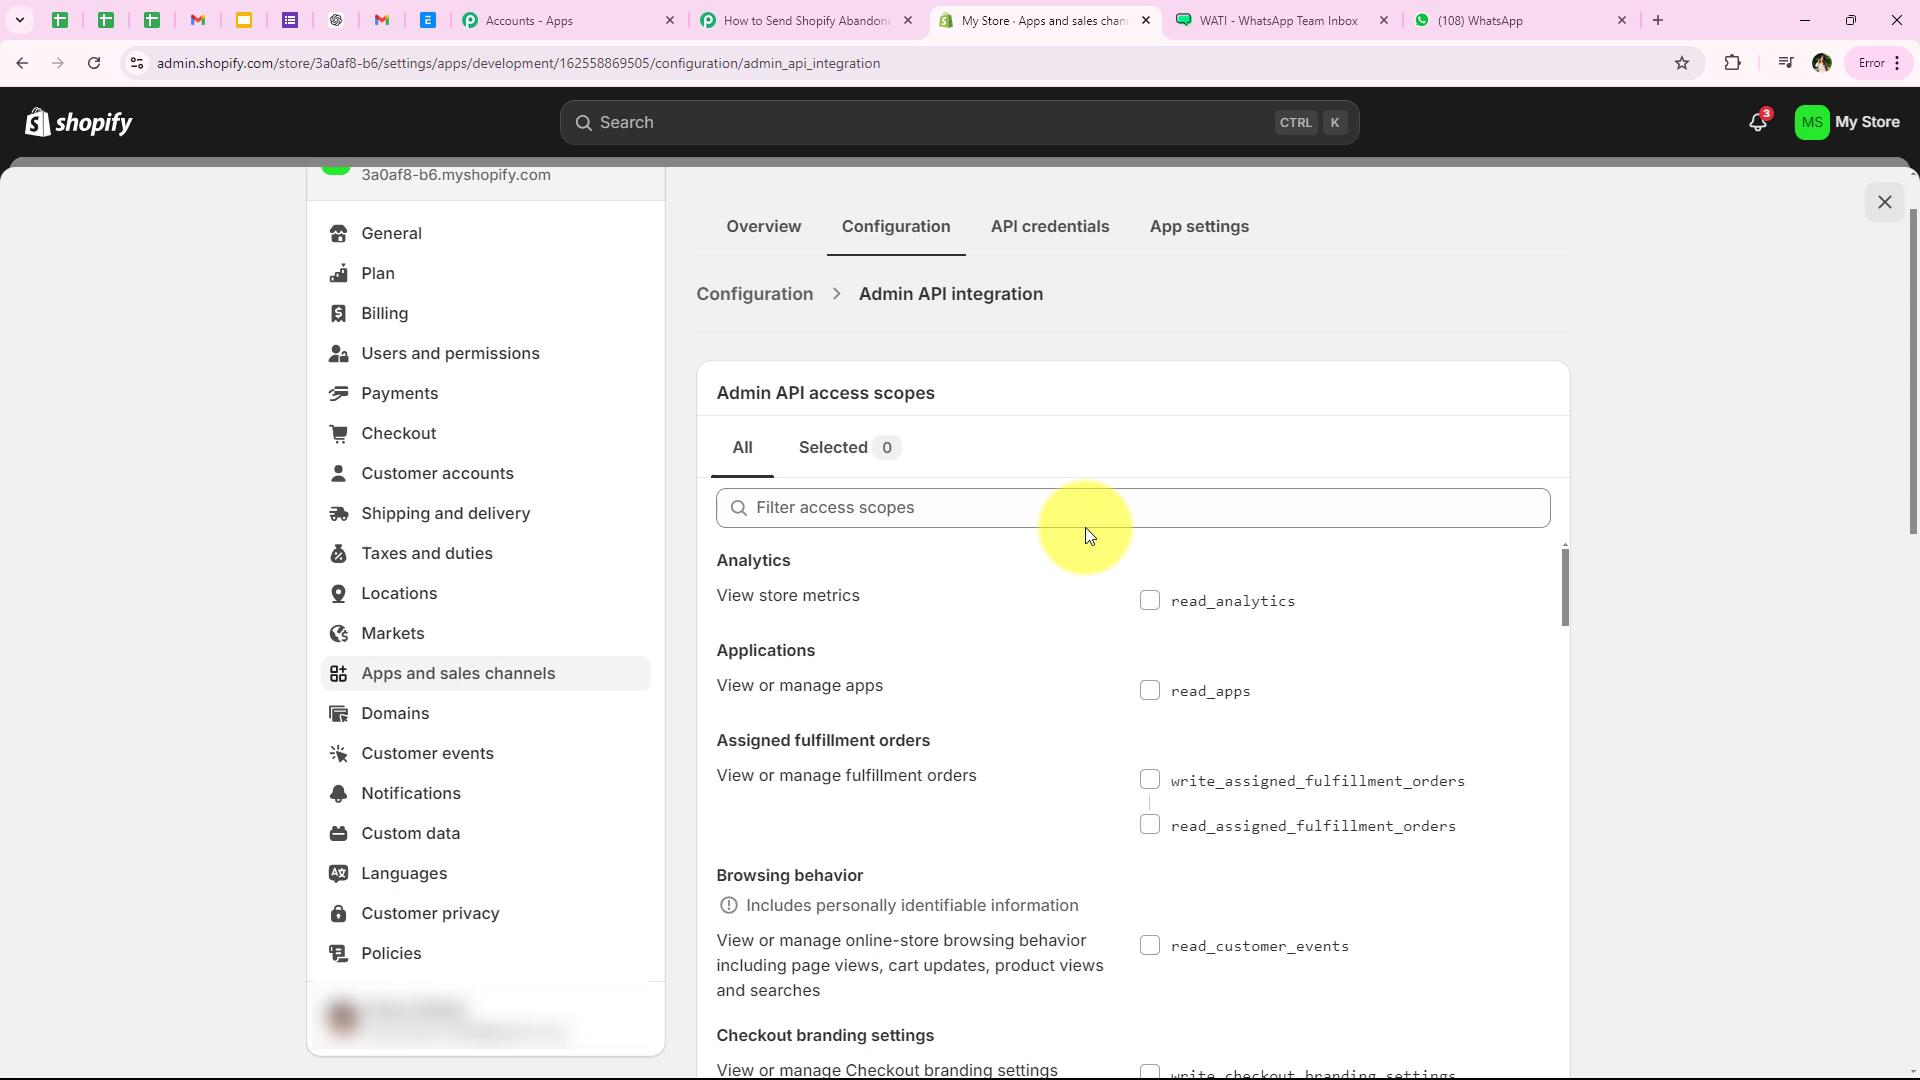 Accounts - Apps
How to Send Shopify Abandon
My Store · Apps and sales chan
WATI - WhatsApp Team Inbox
(108) WhatsApp
admin.shopify.com/store/3a0af8-b6/settings/apps/development/162558869505/configuration/admin_api_integration
Error
shopify
Search
CTRL K
3
MS My Store
3a0af8-b6.myshopify.com
General
Plan
Billing
Users and permissions
Payments
Checkout
Customer accounts
Shipping and delivery
Taxes and duties
Locations
Markets
Apps and sales channels
Domains
Customer events
Notifications
Custom data
Languages
Customer privacy
Policies
Overview Configuration API credentials App settings
Configuration > Admin API integration
Admin API access scopes
All Selected 0
Filter access scopes
Analytics
View store metrics read_analytics
Applications
View or manage apps read_apps
Assigned fulfillment orders
View or manage fulfillment orders write_assigned_fulfillment_orders
read_assigned_fulfillment_orders
Browsing behavior
Includes personally identifiable information
View or manage online-store browsing behavior read_customer_events
including page views, cart updates, product views
and searches
Checkout branding settings
View or manage Checkout branding settings write_checkout_branding_settings